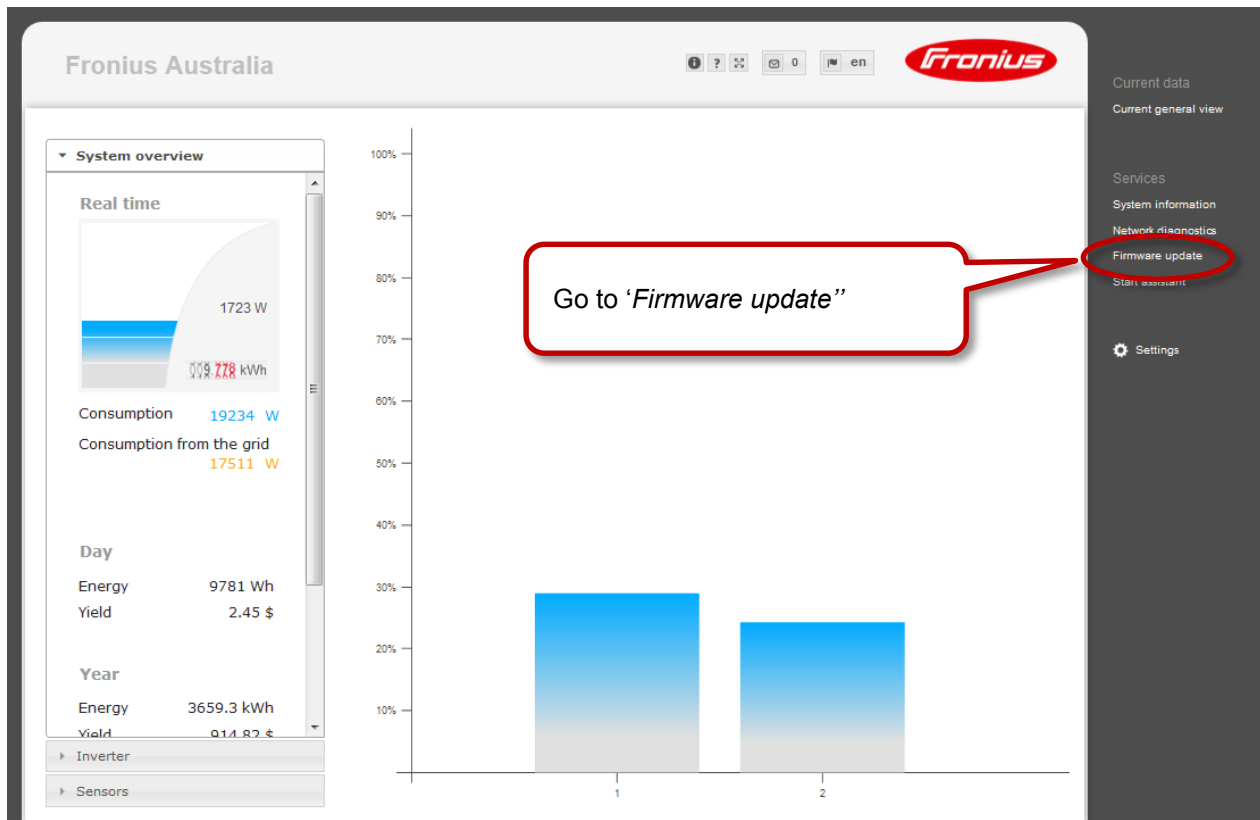 Fronius Australia
i ? 0 en
Fronius
Current data
Current general view
Services
System information
Network diagnostics
Firmware update
Start assistant
Settings
System overview
Real time
1723 W
009.778 kWh
Consumption 19234 W
Consumption from the grid
17511 W
Day
Energy 9781 Wh
Yield 2.45 $
Year
Energy 3659.3 kWh
Yield 914.82 $
Inverter
Sensors
100%
90%
80%
70%
60%
50%
40%
30%
20%
10%
1 2
Go to ‘Firmware update’’